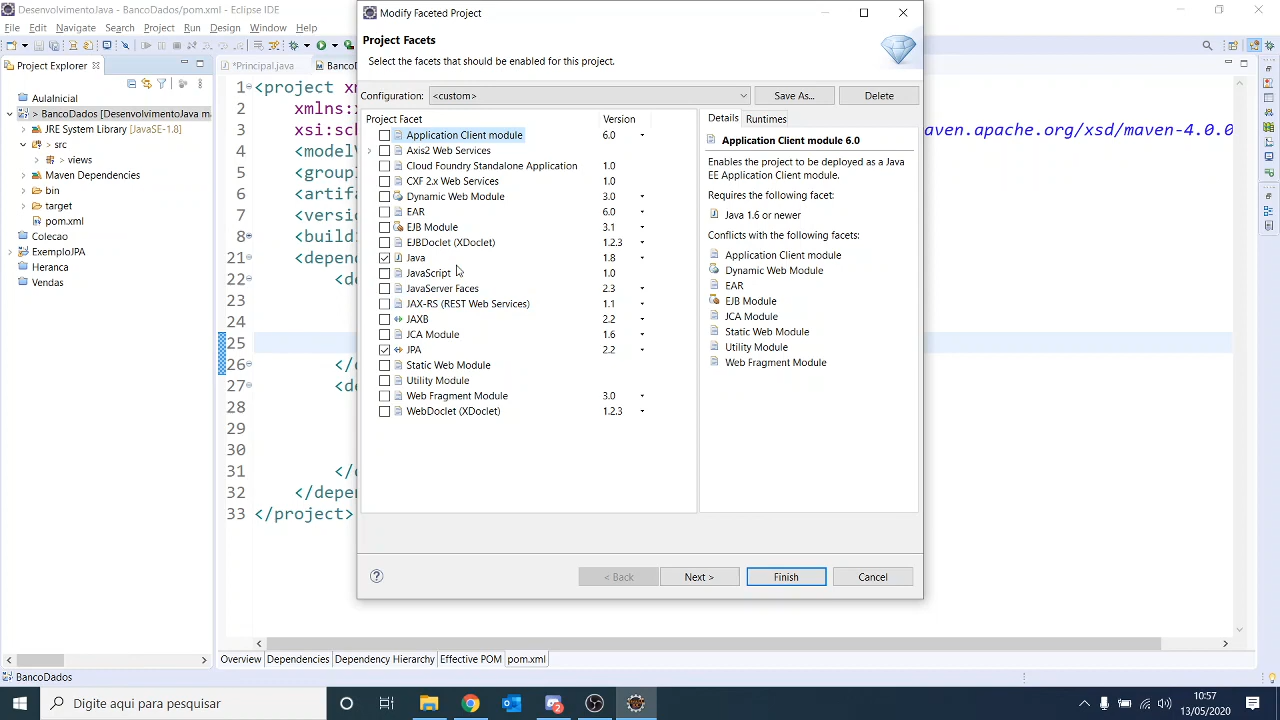 DesenvolvimentoJava - BancoDados/pom.xml - Eclipse IDE
File Edit Navigate Search Project Run Design Window Help
Project Explorer
AulaInicial
BancoDados [DesenvolvimentoJava m
JRE System Library [JavaSE-1.8]
src
views
Maven Dependencies
bin
target
pom.xml
Colecao
ExemploJPA
Heranca
Vendas
*Principal.java
BancoD
1 <project xm
2 xmlns:x
3 xsi:sch
aven.apache.org/xsd/maven-4.0.0
4 <modelV
5 <groupI
6 <artifa
7 <versio
8 <build>
21 <depend
22 <de
23
24
25
26 </d
27 <de
28
29
30
31 </d
32 </depen
33 </project>
Overview Dependencies Dependency Hierarchy Effective POM pom.xml
BancoDados
Modify Faceted Project
Project Facets
Select the facets that should be enabled for this project.
Configuration: <custom> Save As... Delete
Project Facet Version
Application Client module 6.0
Axis2 Web Services
Cloud Foundry Standalone Application 1.0
CXF 2.x Web Services 1.0
Dynamic Web Module 3.0
EAR 6.0
EJB Module 3.1
EJBDoclet (XDoclet) 1.2.3
Java 1.8
JavaScript 1.0
JavaServer Faces 2.3
JAX-RS (REST Web Services) 1.1
JAXB 2.2
JCA Module 1.6
JPA 2.2
Static Web Module
Utility Module
Web Fragment Module 3.0
WebDoclet (XDoclet) 1.2.3
Details Runtimes
Application Client module 6.0
Enables the project to be deployed as a Java
EE Application Client module.
Requires the following facet:
Java 1.6 or newer
Conflicts with the following facets:
Application Client module
Dynamic Web Module
EAR
EJB Module
JCA Module
Static Web Module
Utility Module
Web Fragment Module
< Back Next > Finish Cancel
Digite aqui para pesquisar
10:57
13/05/2020